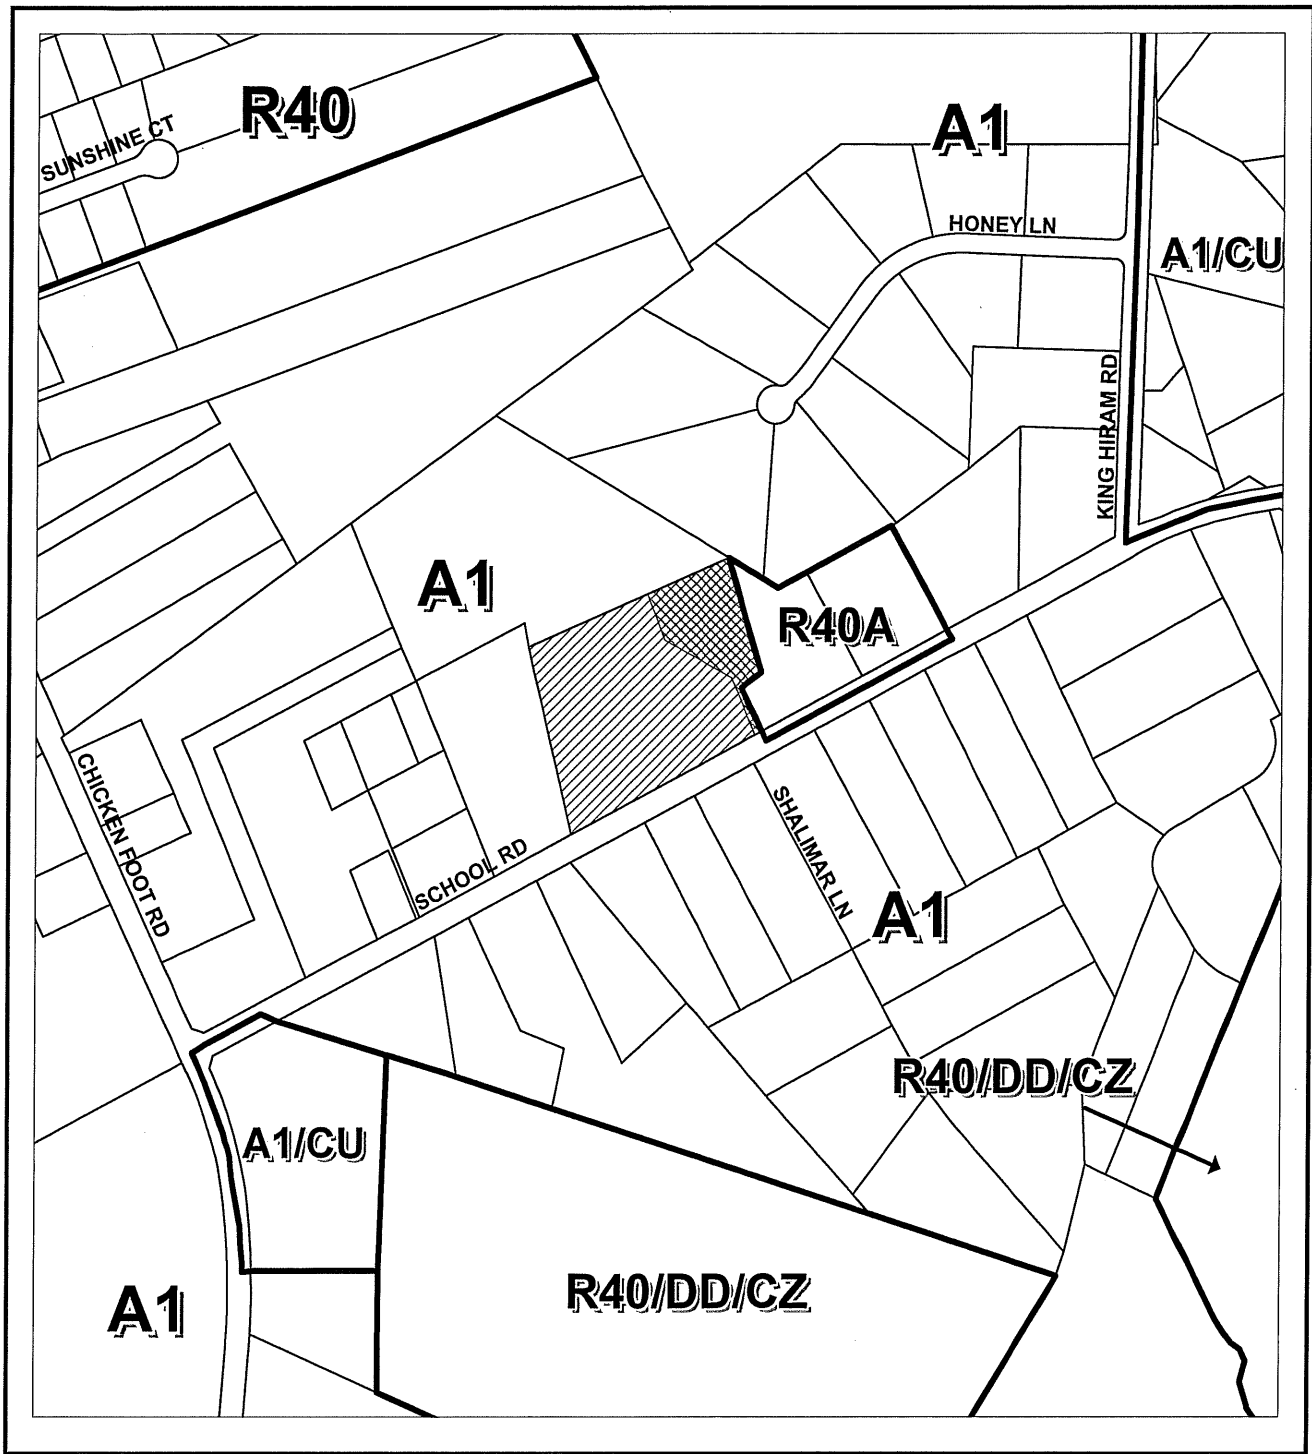 R40
SUNSHINE CT
A1
HONEY LN
A1/CU
KING HIRAM RD
A1
R40A
CHICKEN FOOT RD
SCHOOL RD
SHALIMAR LN
A1
R40/DD/CZ
A1/CU
R40/DD/CZ
A1